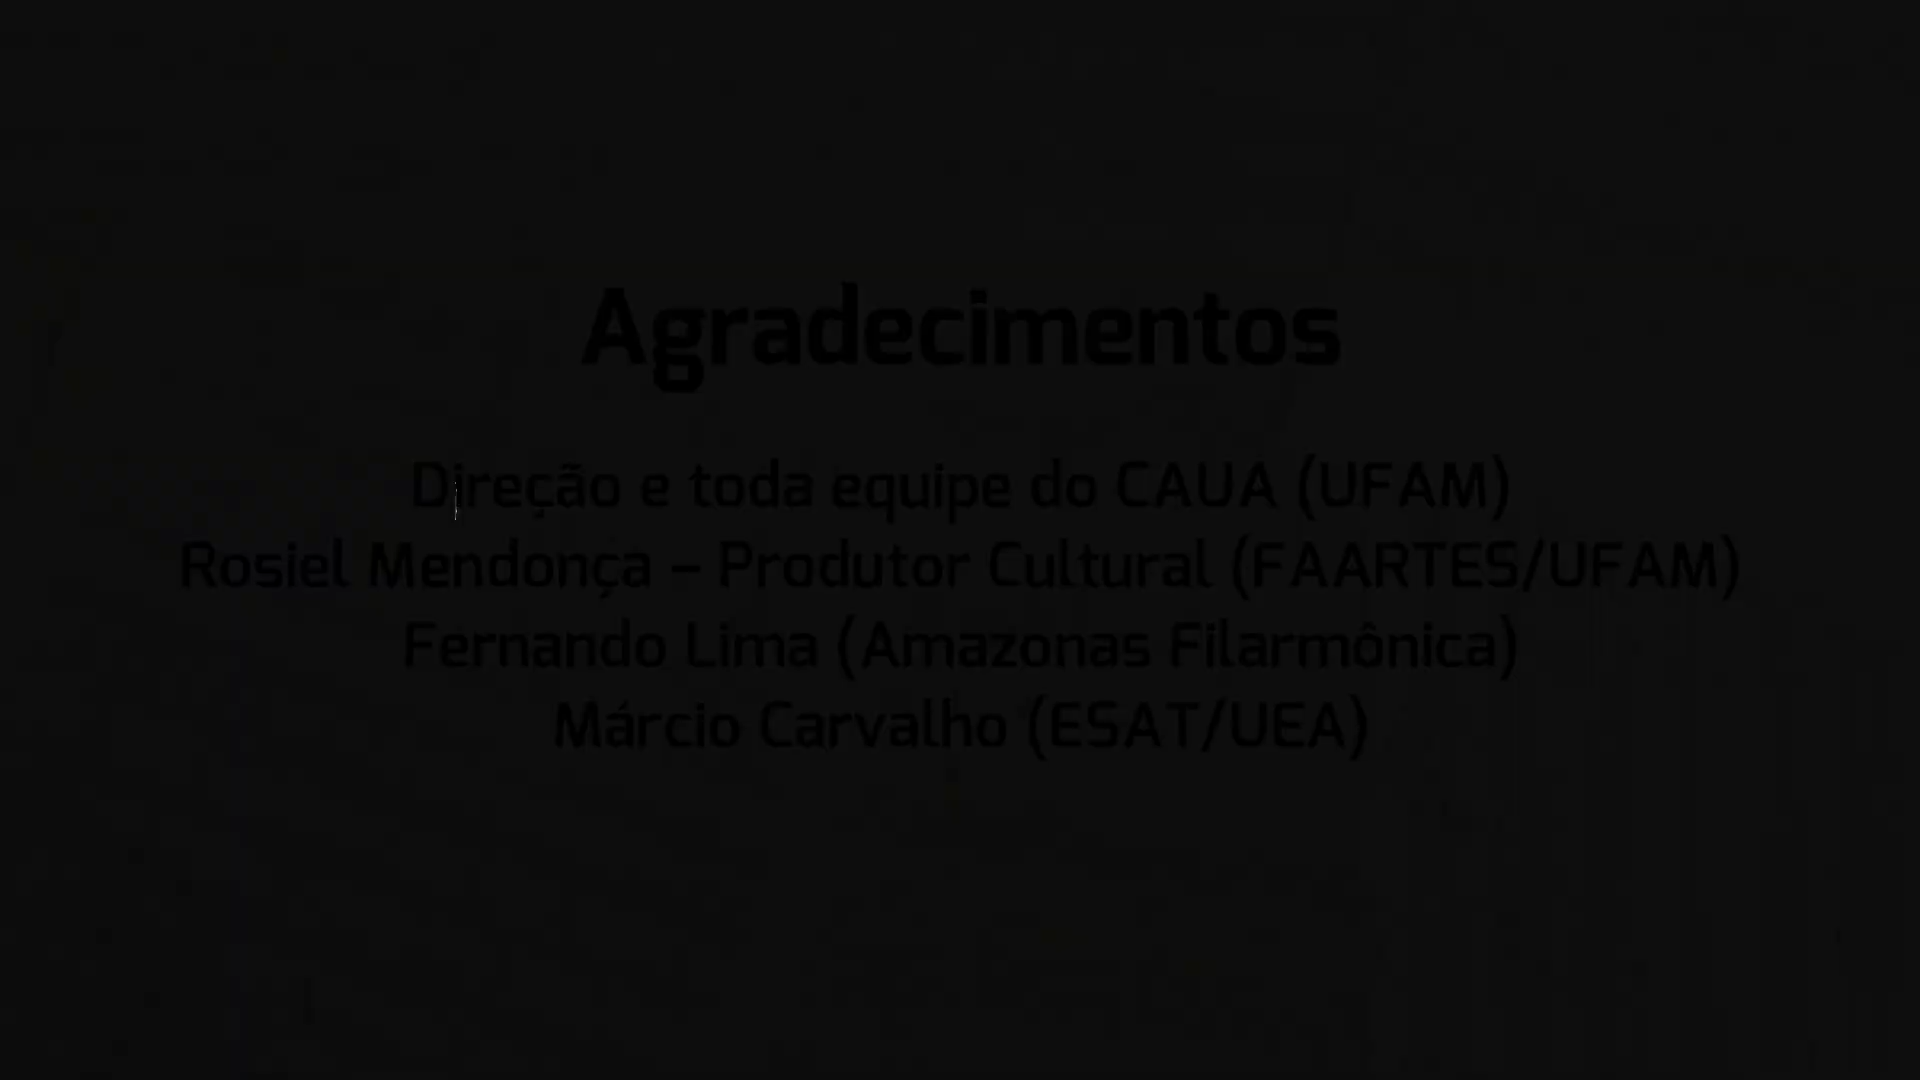 Agradecimentos
Direção e toda equipe do CAUA (UFAM)
Rosiel Mendonça – Produtor Cultural (FAARTES/UFAM)
Fernando Lima (Amazonas Filarmônica)
Márcio Carvalho (ESAT/UEA)